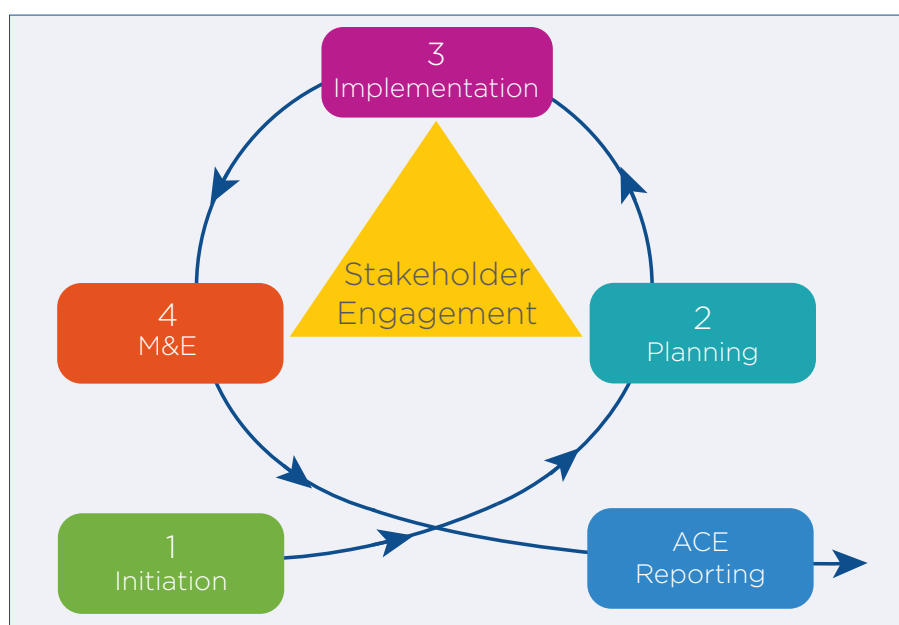 3
Implementation
Stakeholder
Engagement
4
M&E
2
Planning
1
Initiation
ACE
Reporting